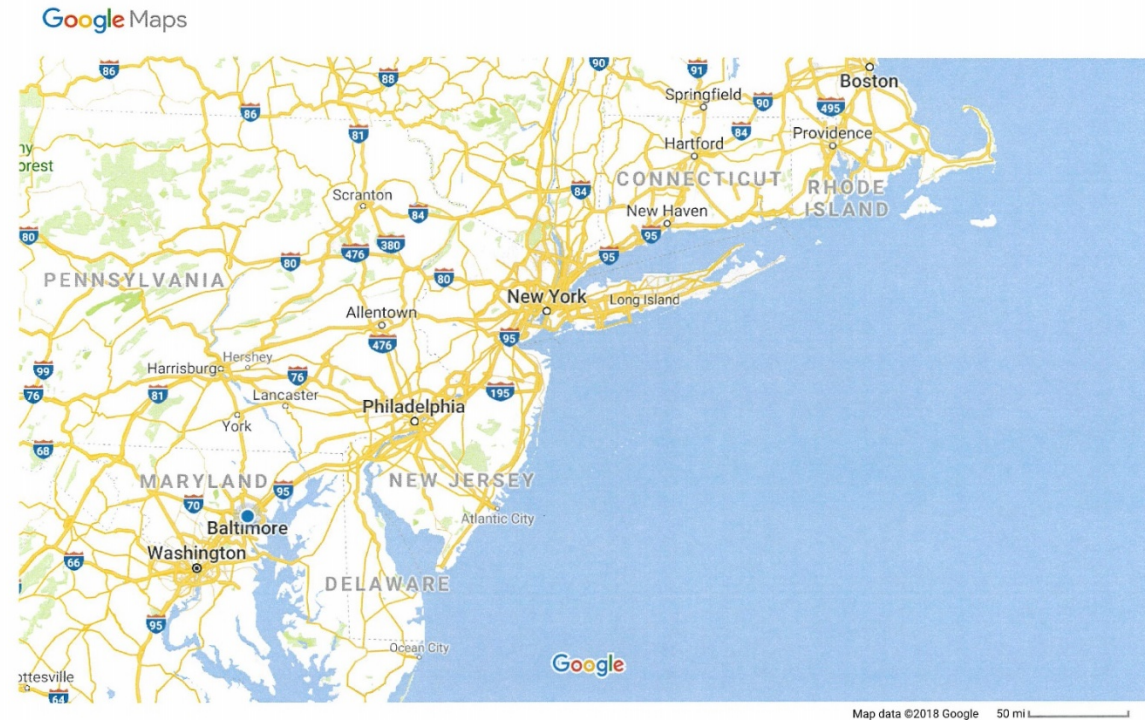 Google Maps
86
88
90
91
Boston
Springfield
90
495
86
81
84
Providence
Hartford
ny
orest
CONNECTICUT
RHODE
ISLAND
84
Scranton
84
New Haven
80
95
476
380
95
80
80
PENNSYLVANIA
New York
Long Island
Allentown
95
476
Hershey
Harrisburg
99
76
76
81
195
Lancaster
Philadelphia
York
68
MARYLAND
NEW JERSEY
95
70
Atlantic City
Baltimore
Washington
66
DELAWARE
95
Ocean City
Google
ottesville
64
Map data ©2018 Google 50 mi